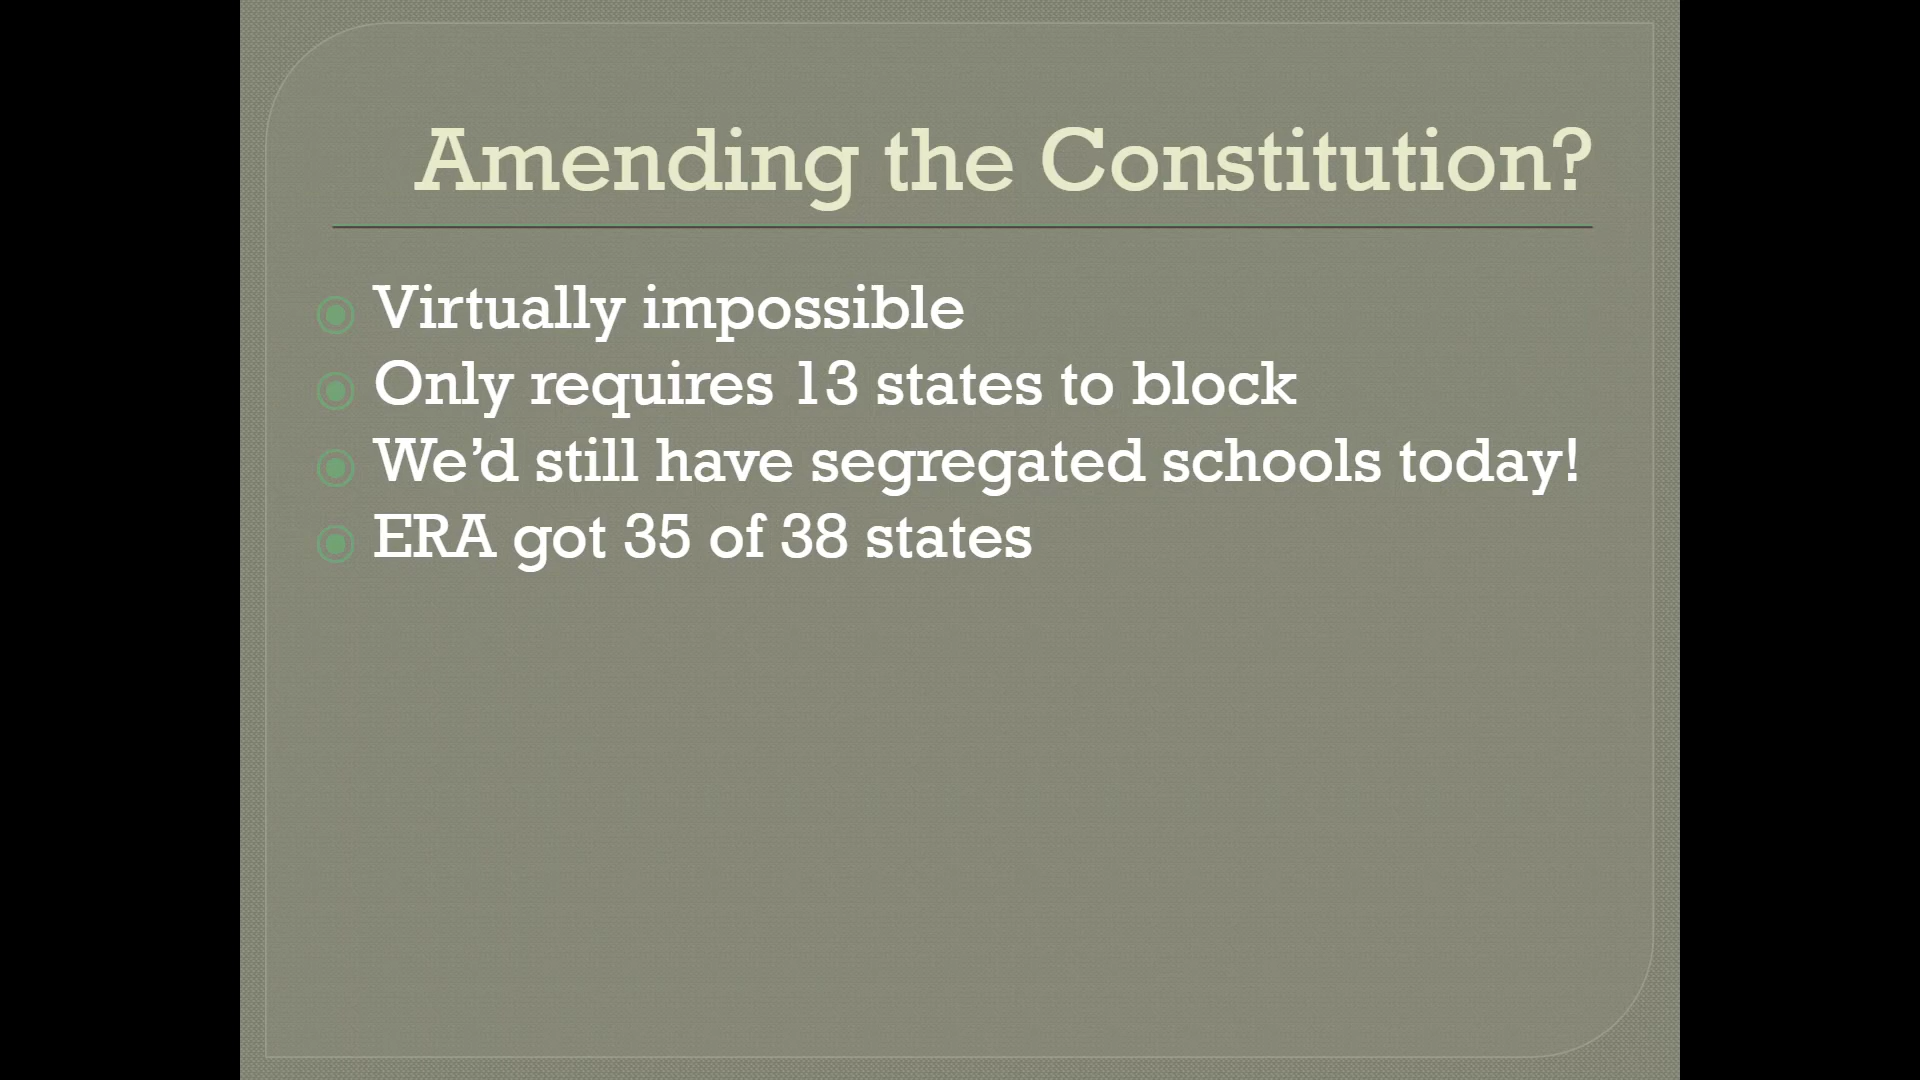 Amending the Constitution?
Virtually impossible
Only requires 13 states to block
We’d still have segregated schools today!
ERA got 35 of 38 states